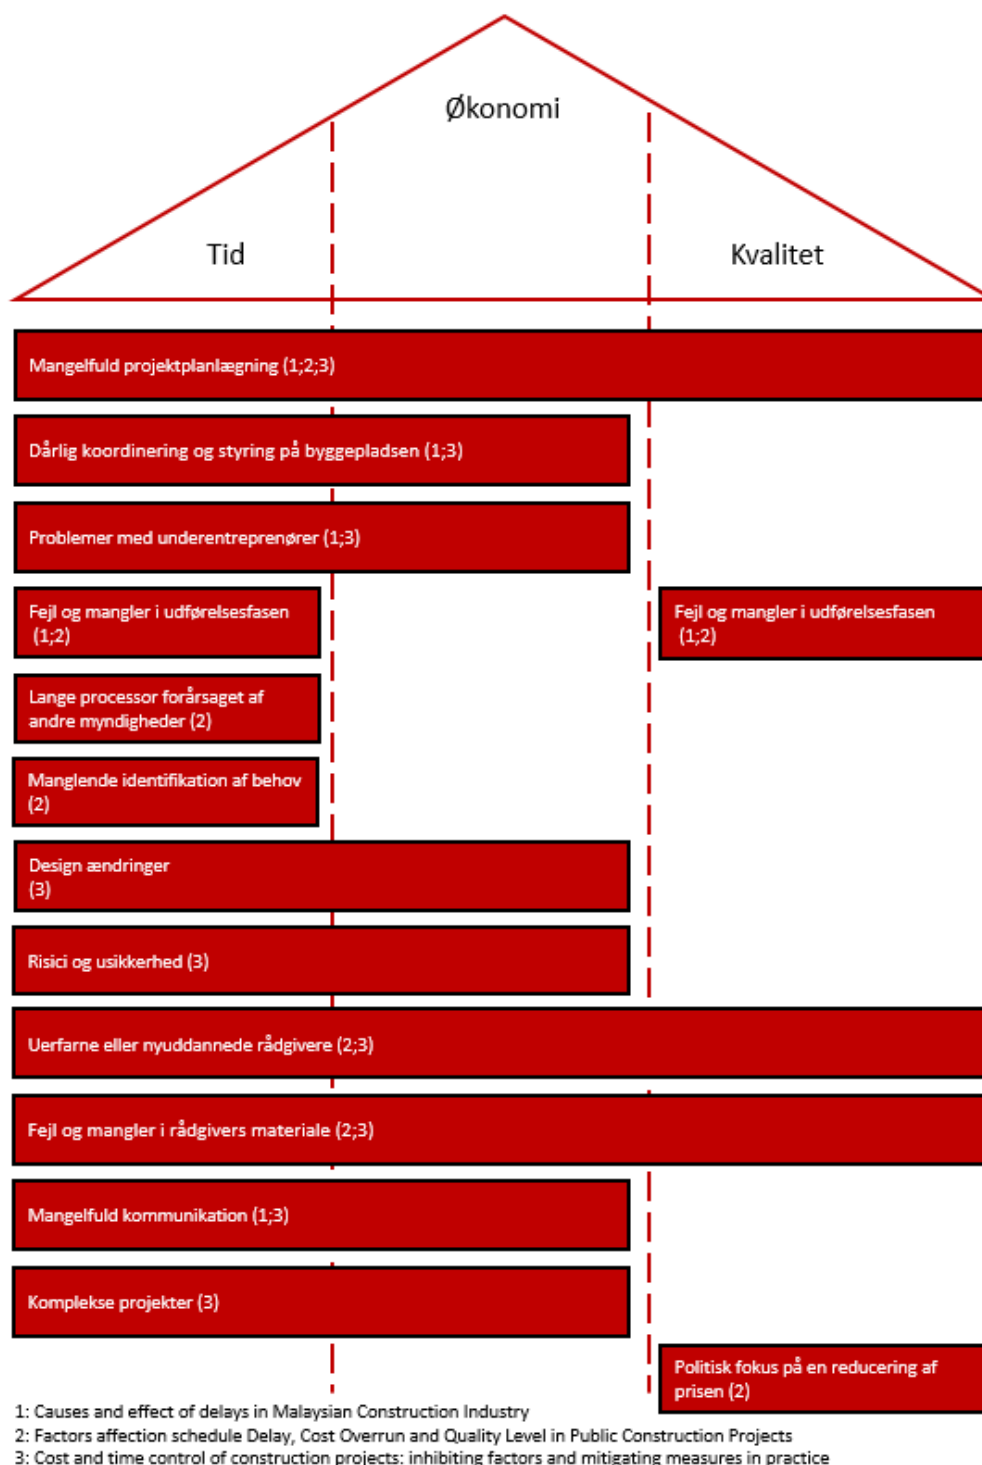 Økonomi
Tid
Kvalitet
Mangelfuld projektplanlægning (1;2;3)
Dårlig koordinering og styring på byggepladsen (1;3)
Problemer med underentreprenører (1;3)
Fejl og mangler i udførelsesfasen
(1;2)
Fejl og mangler i udførelsesfasen
(1;2)
Lange processor forårsaget af
andre myndigheder (2)
Manglende identifikation af behov
(2)
Design ændringer
(3)
Risici og usikkerhed (3)
Uerfarne eller nyuddannede rådgivere (2;3)
Fejl og mangler i rådgivers materiale (2;3)
Mangelfuld kommunikation (1;3)
Komplekse projekter (3)
Politisk fokus på en reducering af
prisen (2)
1: Causes and effect of delays in Malaysian Construction Industry
2: Factors affection schedule Delay, Cost Overrun and Quality Level in Public Construction Projects
3: Cost and time control of construction projects: inhibiting factors and mitigating measures in practice